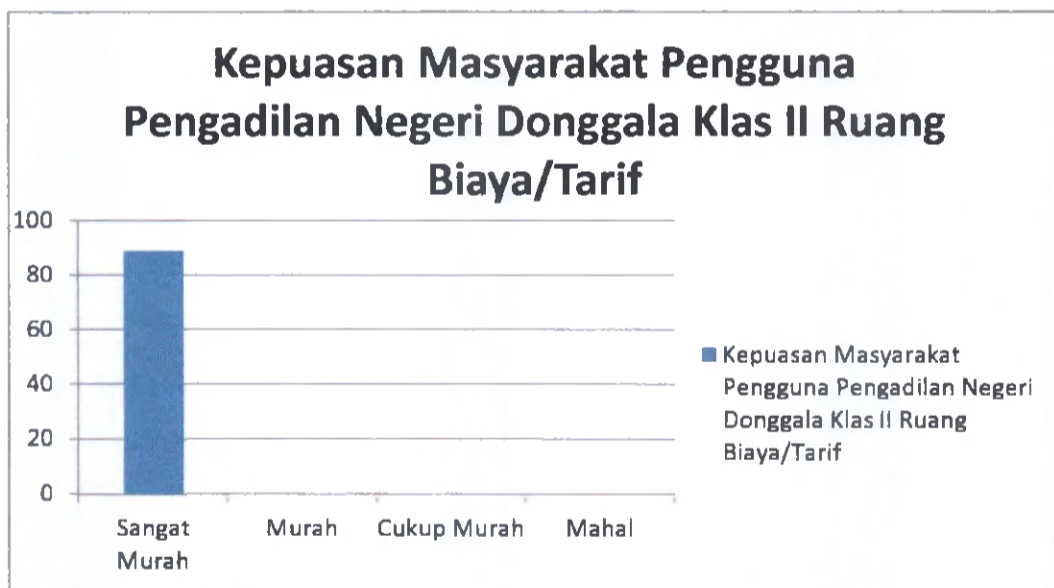 Kepuasan Masyarakat Pengguna
Pengadilan Negeri Donggala Klas II Ruang
Biaya/Tarif
100
80
60
40
20
0
Sangat
Murah
Murah
Cukup Murah
Mahal
Kepuasan Masyarakat
Pengguna Pengadilan Negeri
Donggala Klas II Ruang
Biaya/Tarif